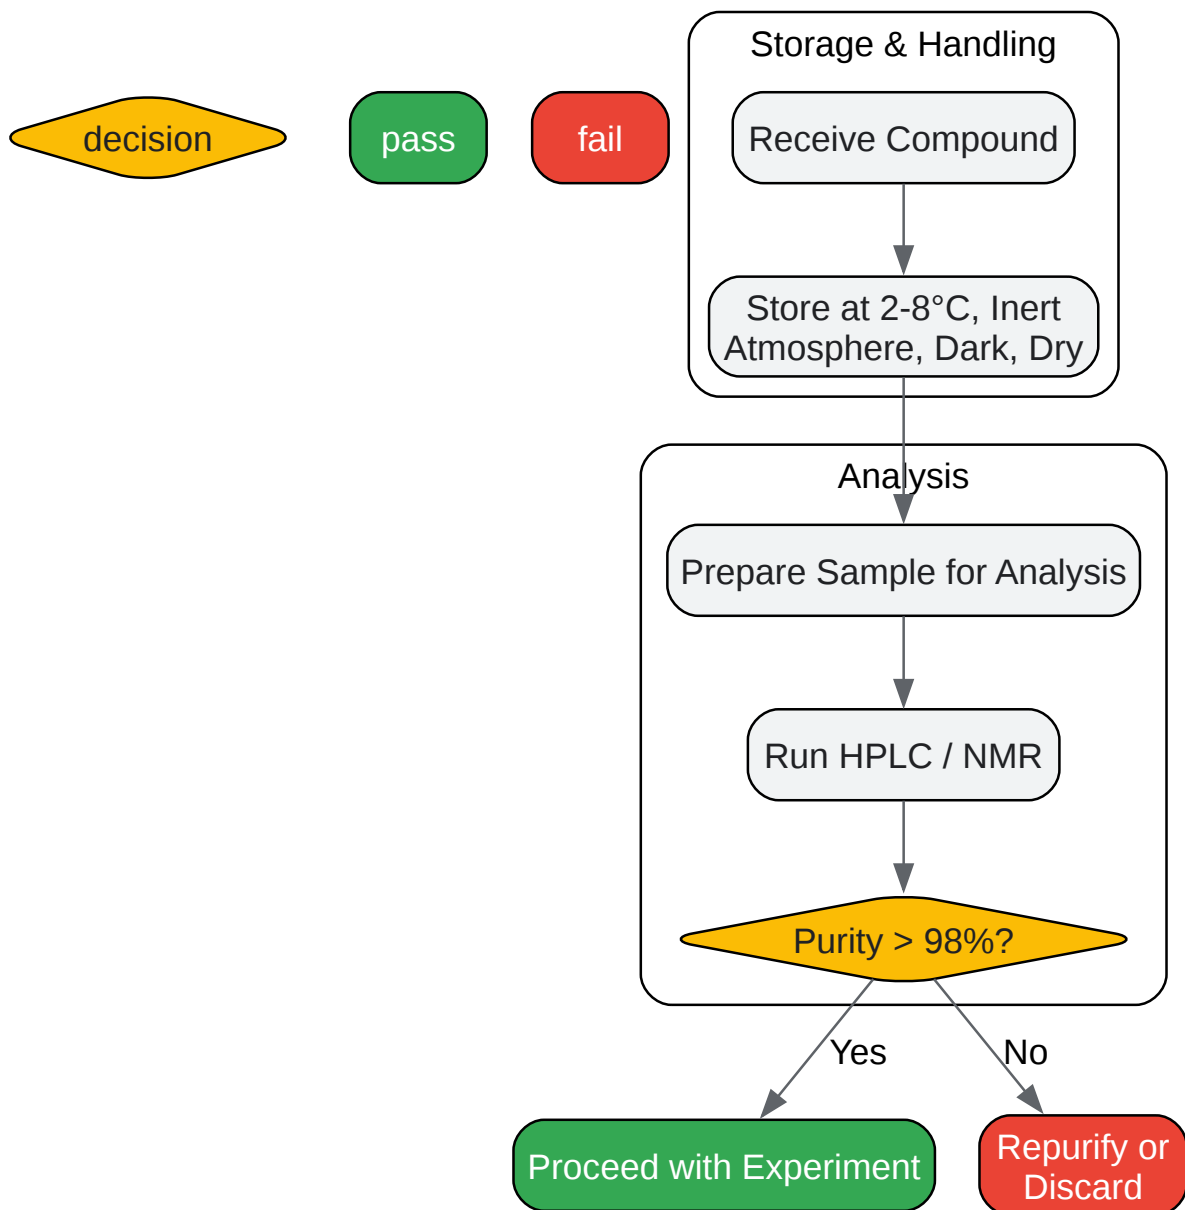 Storage & Handling
decision
pass
fail
Receive Compound
Store at 2-8°C, Inert
Atmosphere, Dark, Dry
Analysis
Prepare Sample for Analysis
Run HPLC / NMR
Purity > 98%?
Yes
No
Proceed with Experiment
Repurify or
Discard